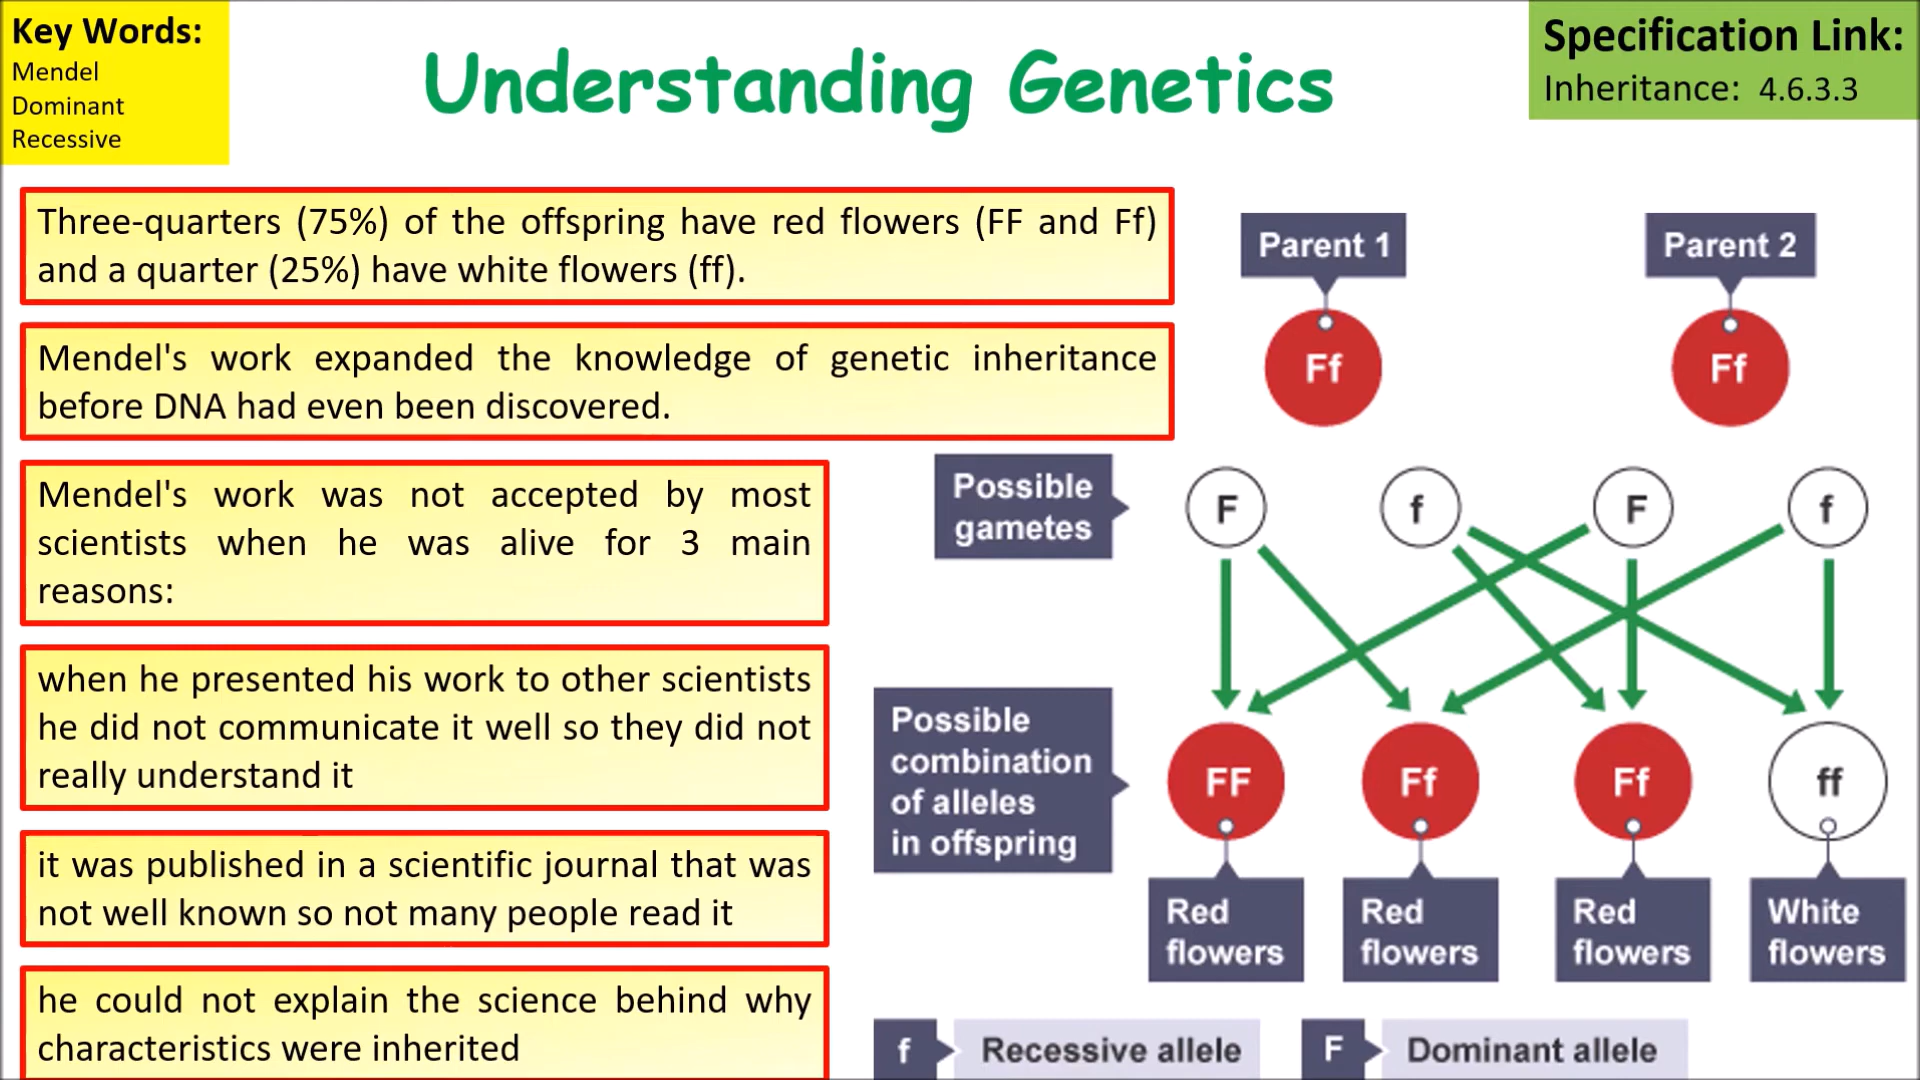 Key Words:
Mendel
Dominant
Recessive
Understanding Genetics
Specification Link:
Inheritance: 4.6.3.3
Three-quarters (75%) of the offspring have red flowers (FF and Ff)
and a quarter (25%) have white flowers (ff).
Mendel's work expanded the knowledge of genetic inheritance
before DNA had even been discovered.
Mendel's work was not accepted by most
scientists when he was alive for 3 main
reasons:
when he presented his work to other scientists
he did not communicate it well so they did not
really understand it
it was published in a scientific journal that was
not well known so not many people read it
he could not explain the science behind why
characteristics were inherited
Parent 1
Parent 2
Ff
Ff
Possible
gametes
F
f
F
f
Possible
combination
of alleles
in offspring
FF
Ff
Ff
ff
Red
flowers
Red
flowers
Red
flowers
White
flowers
f
Recessive allele
F
Dominant allele